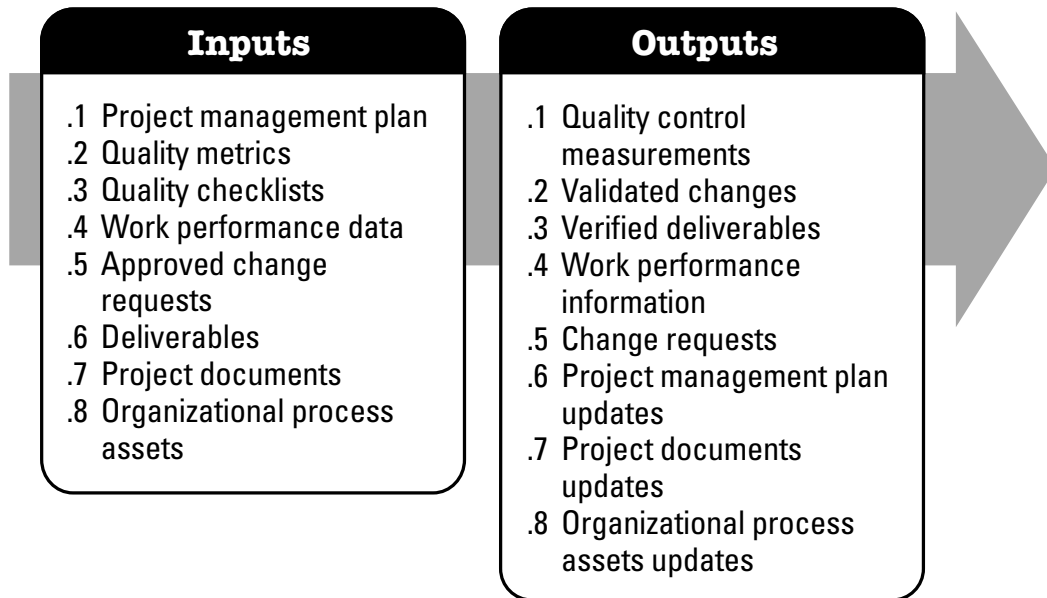 Inputs
.1 Project management plan
.2 Quality metrics
.3 Quality checklists
.4 Work performance data
.5 Approved change
requests
.6 Deliverables
.7 Project documents
.8 Organizational process
assets
Outputs
.1 Quality control
measurements
.2 Validated changes
.3 Verified deliverables
.4 Work performance
information
.5 Change requests
.6 Project management plan
updates
.7 Project documents
updates
.8 Organizational process
assets updates